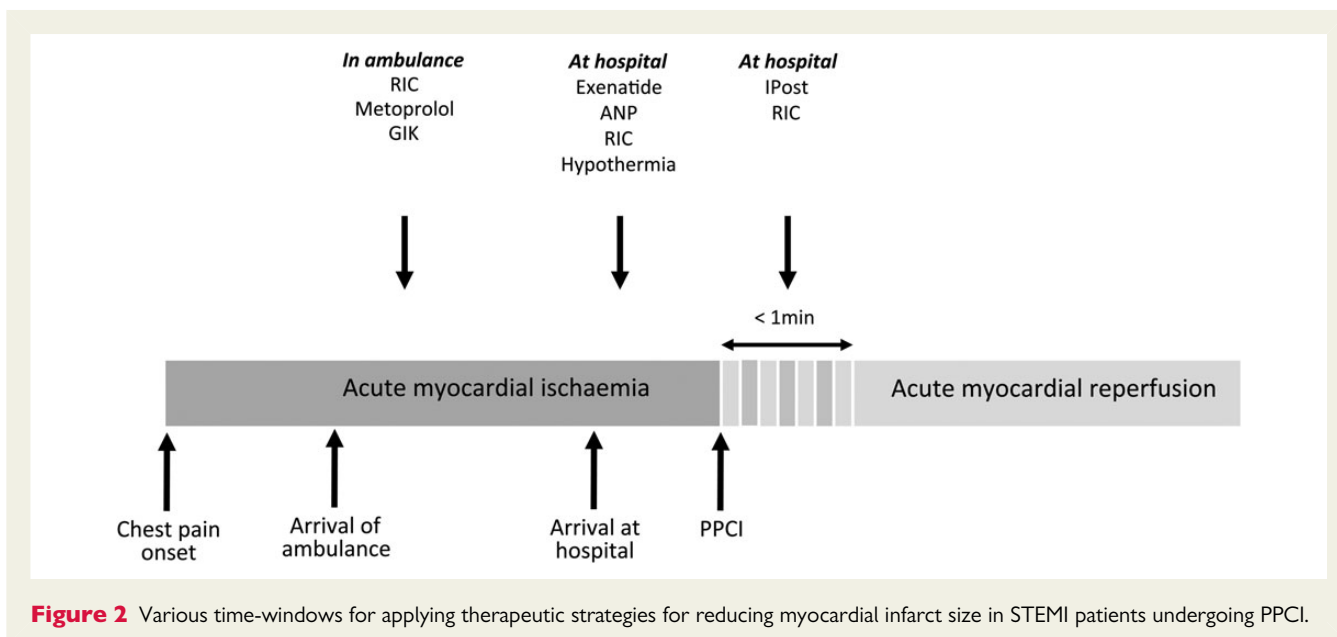 In ambulance
RIC
Metoprolol
GIK
At hospital
Exenatide
ANP
RIC
Hypothermia
At hospital
IPost
RIC
< 1min
Acute myocardial ischaemia
Acute myocardial reperfusion
Chest pain
onset
Arrival of
ambulance
Arrival at
hospital
PPCI
Figure 2 Various time-windows for applying therapeutic strategies for reducing myocardial infarct size in STEMI patients undergoing PPCI.